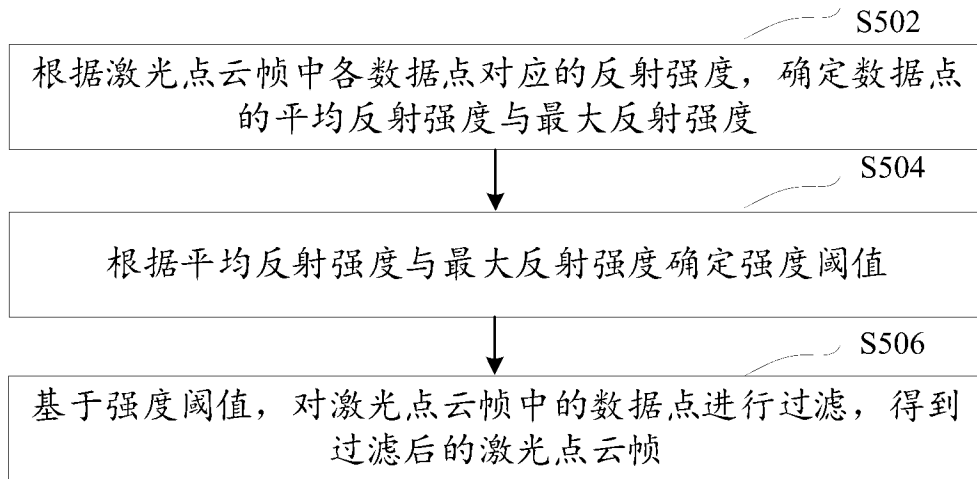 S502
根据激光点云帧中各数据点对应的反射强度，确定数据点
的平均反射强度与最大反射强度
S504
根据平均反射强度与最大反射强度确定强度阈值
S506
基于强度阈值，对激光点云帧中的数据点进行过滤，得到
过滤后的激光点云帧